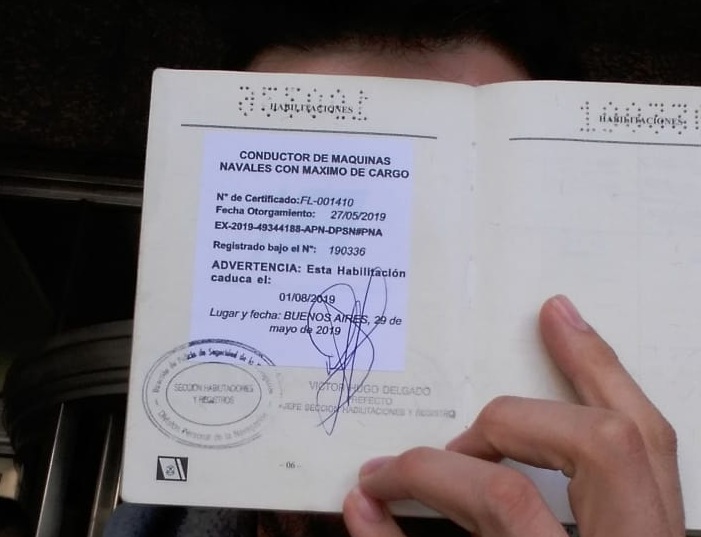 HABILITACIONES
CONDUCTOR DE MAQUINAS
NAVALES CON MAXIMO DE CARGO
N° de Certificado: FL-001410
Fecha Otorgamiento: 27/05/2019
EX-2019-49344188-APN-DPSN#PNA
Registrado bajo el N°: 190336
ADVERTENCIA: Esta Habilitación
caduca el:
01/08/2019
Lugar y fecha: BUENOS AIRES, 29 de
mayo de 2019
SECCIÓN HABILITACIONES
Y REGISTROS
VICTOR HUGO DELGADO
PREFECTO
JEFE SECCION HABILITACIONES Y REGISTRO
- 06 -
HABILITACIONES